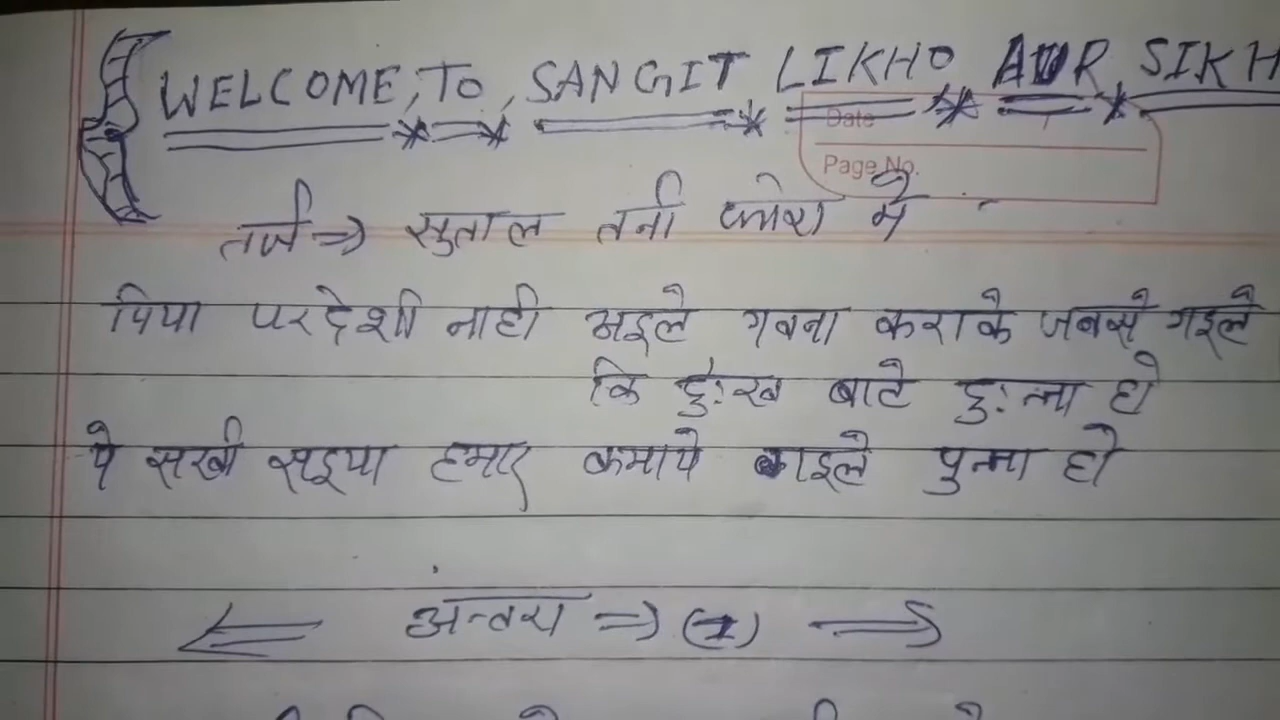 WELCOME, TO, SANGIT LIKHO AUR SIKH
Date
Page No.
तर्ज => सुताल तनी कोरा में
पिया परदेशी नाही अइले गवना कराके जबसे गइले
कि दुःख बाटे दुःन्ना हो
ऐ सखी सइया हमार कमाये गइले पुन्ना हो
अन्तरा => (1)